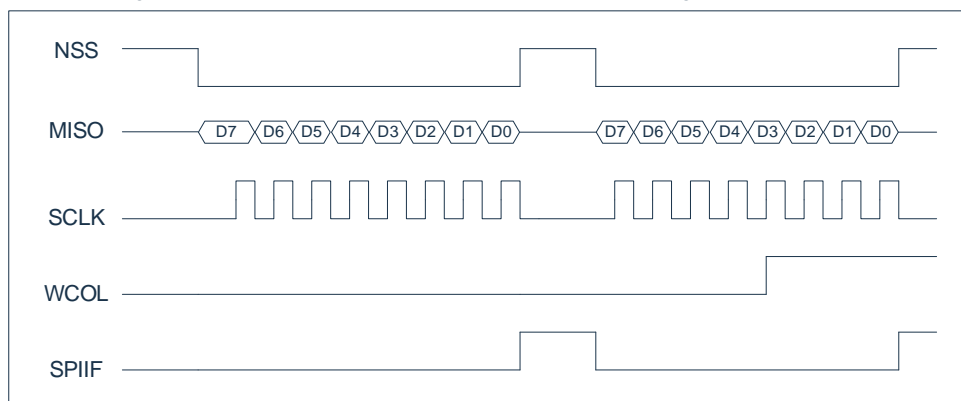 NSS
MISO D7 D6 D5 D4 D3 D2 D1 D0 D7 D6 D5 D4 D3 D2 D1 D0
SCLK
WCOL
SPIIF